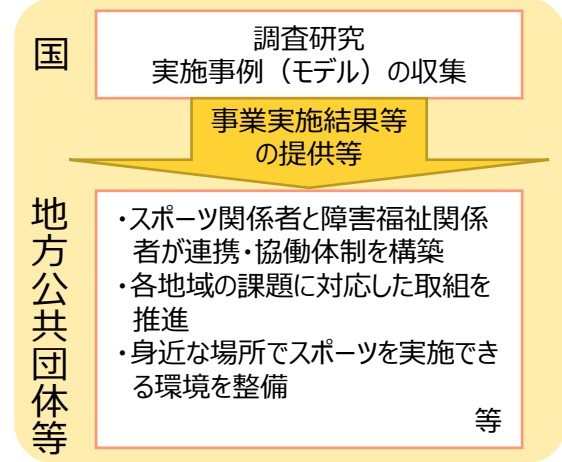 国
調査研究
実施事例（モデル）の収集
事業実施結果等
の提供等
地方公共団体等
・スポーツ関係者と障害福祉関係
者が連携・協働体制を構築
・各地域の課題に対応した取組を
推進
・身近な場所でスポーツを実施でき
る環境を整備
等